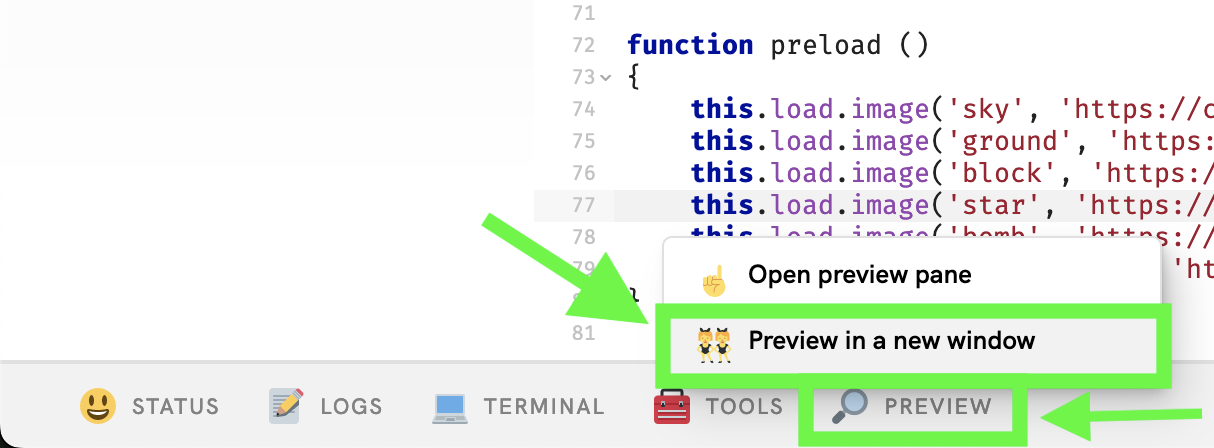 71
72 function preload ()
73 {
74 this.load.image('sky', 'https://c
75 this.load.image('ground', 'https:
76 this.load.image('block', 'https:/
77 this.load.image('star', 'https://
78 this.load.image('bomb', 'https://
79 'ht
}
81
Open preview pane
Preview in a new window
STATUS LOGS TERMINAL TOOLS PREVIEW